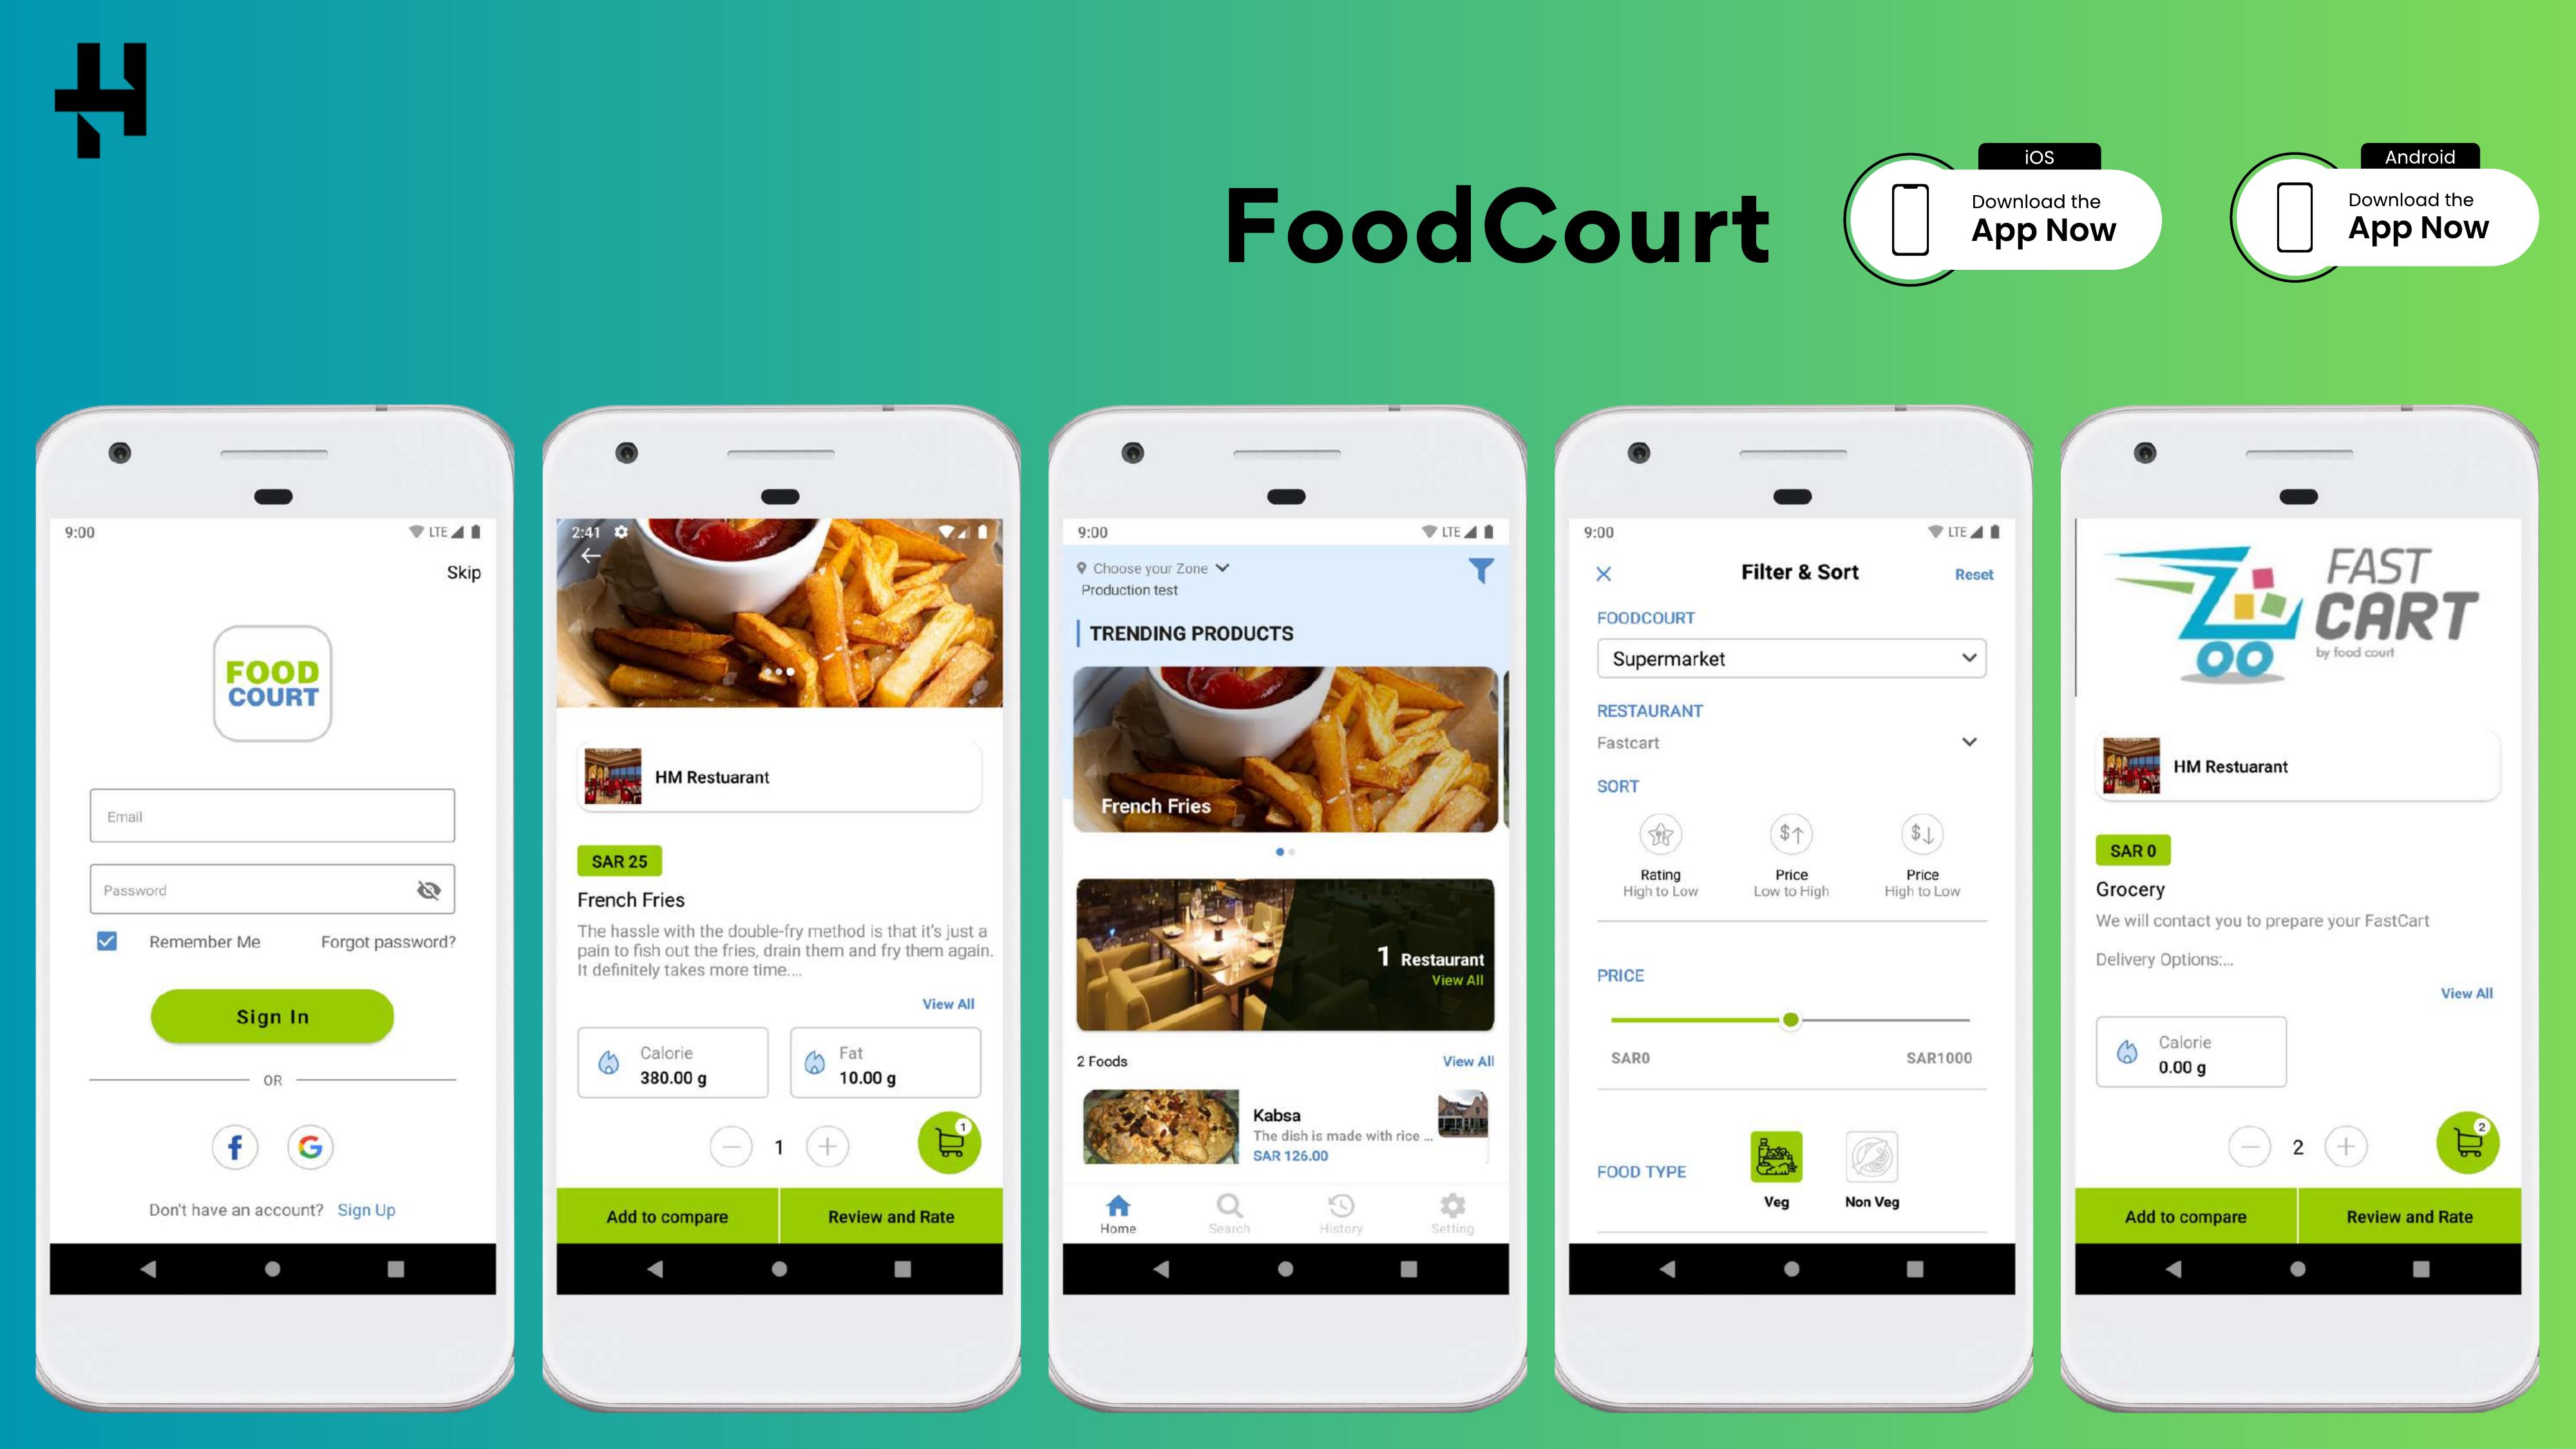 FoodCourt
iOS
Download the
App Now
Android
Download the
App Now
9:00
LTE
Skip
FOOD
COURT
Email
Password
Remember Me
Forgot password?
Sign In
OR
Don't have an account? Sign Up
2:41
HM Restuarant
SAR 25
French Fries
The hassle with the double-fry method is that it's just a
pain to fish out the fries, drain them and fry them again.
It definitely takes more time....
View All
Calorie
380.00 g
Fat
10.00 g
1
1
Add to compare
Review and Rate
9:00
LTE
Choose your Zone
Production test
TRENDING PRODUCTS
French Fries
1 Restaurant
View All
2 Foods
View All
Kabsa
The dish is made with rice ...
SAR 126.00
Home
Search
History
Setting
9:00
LTE
Filter & Sort
Reset
FOODCOURT
Supermarket
RESTAURANT
Fastcart
SORT
Rating
High to Low
Price
Low to High
Price
High to Low
PRICE
SAR0
SAR1000
FOOD TYPE
Veg
Non Veg
FAST
CART
by food court
HM Restuarant
SAR 0
Grocery
We will contact you to prepare your FastCart
Delivery Options:...
View All
Calorie
0.00 g
2
2
Add to compare
Review and Rate